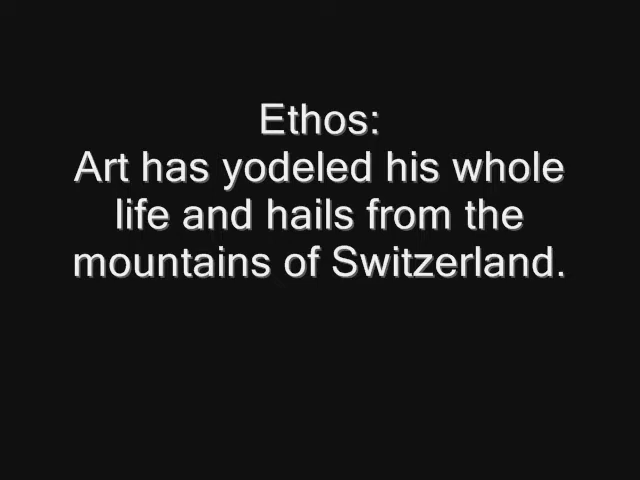 Ethos:
Art has yodeled his whole
life and hails from the
mountains of Switzerland.